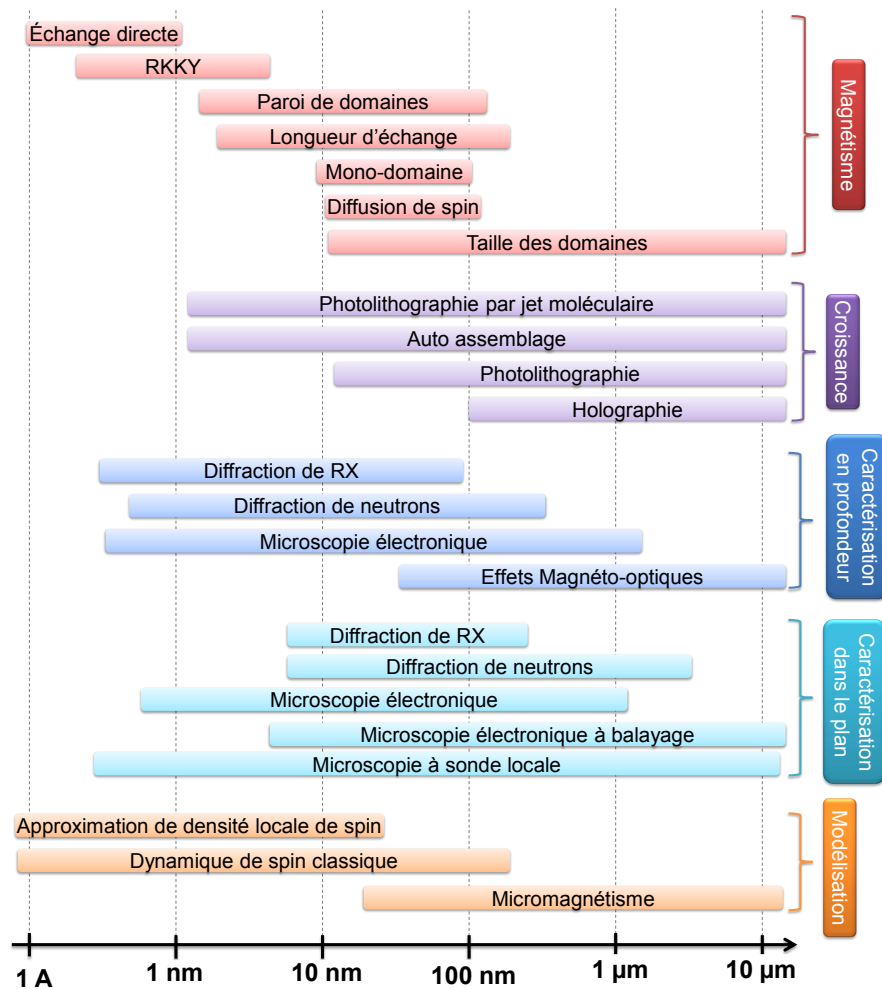 Échange directe
RKKY
Paroi de domaines
Longueur d'échange
Mono-domaine
Diffusion de spin
Taille des domaines
Magnétisme
Photolithographie par jet moléculaire
Auto assemblage
Photolithographie
Holographie
Croissance
Diffraction de RX
Diffraction de neutrons
Microscopie électronique
Effets Magnéto-optiques
Caractérisation
en profondeur
Diffraction de RX
Diffraction de neutrons
Microscopie électronique
Microscopie électronique à balayage
Microscopie à sonde locale
Caractérisation
dans le plan
Approximation de densité locale de spin
Dynamique de spin classique
Micromagnétisme
Modélisation
1 A 1 nm 10 nm 100 nm 1 µm 10 µm